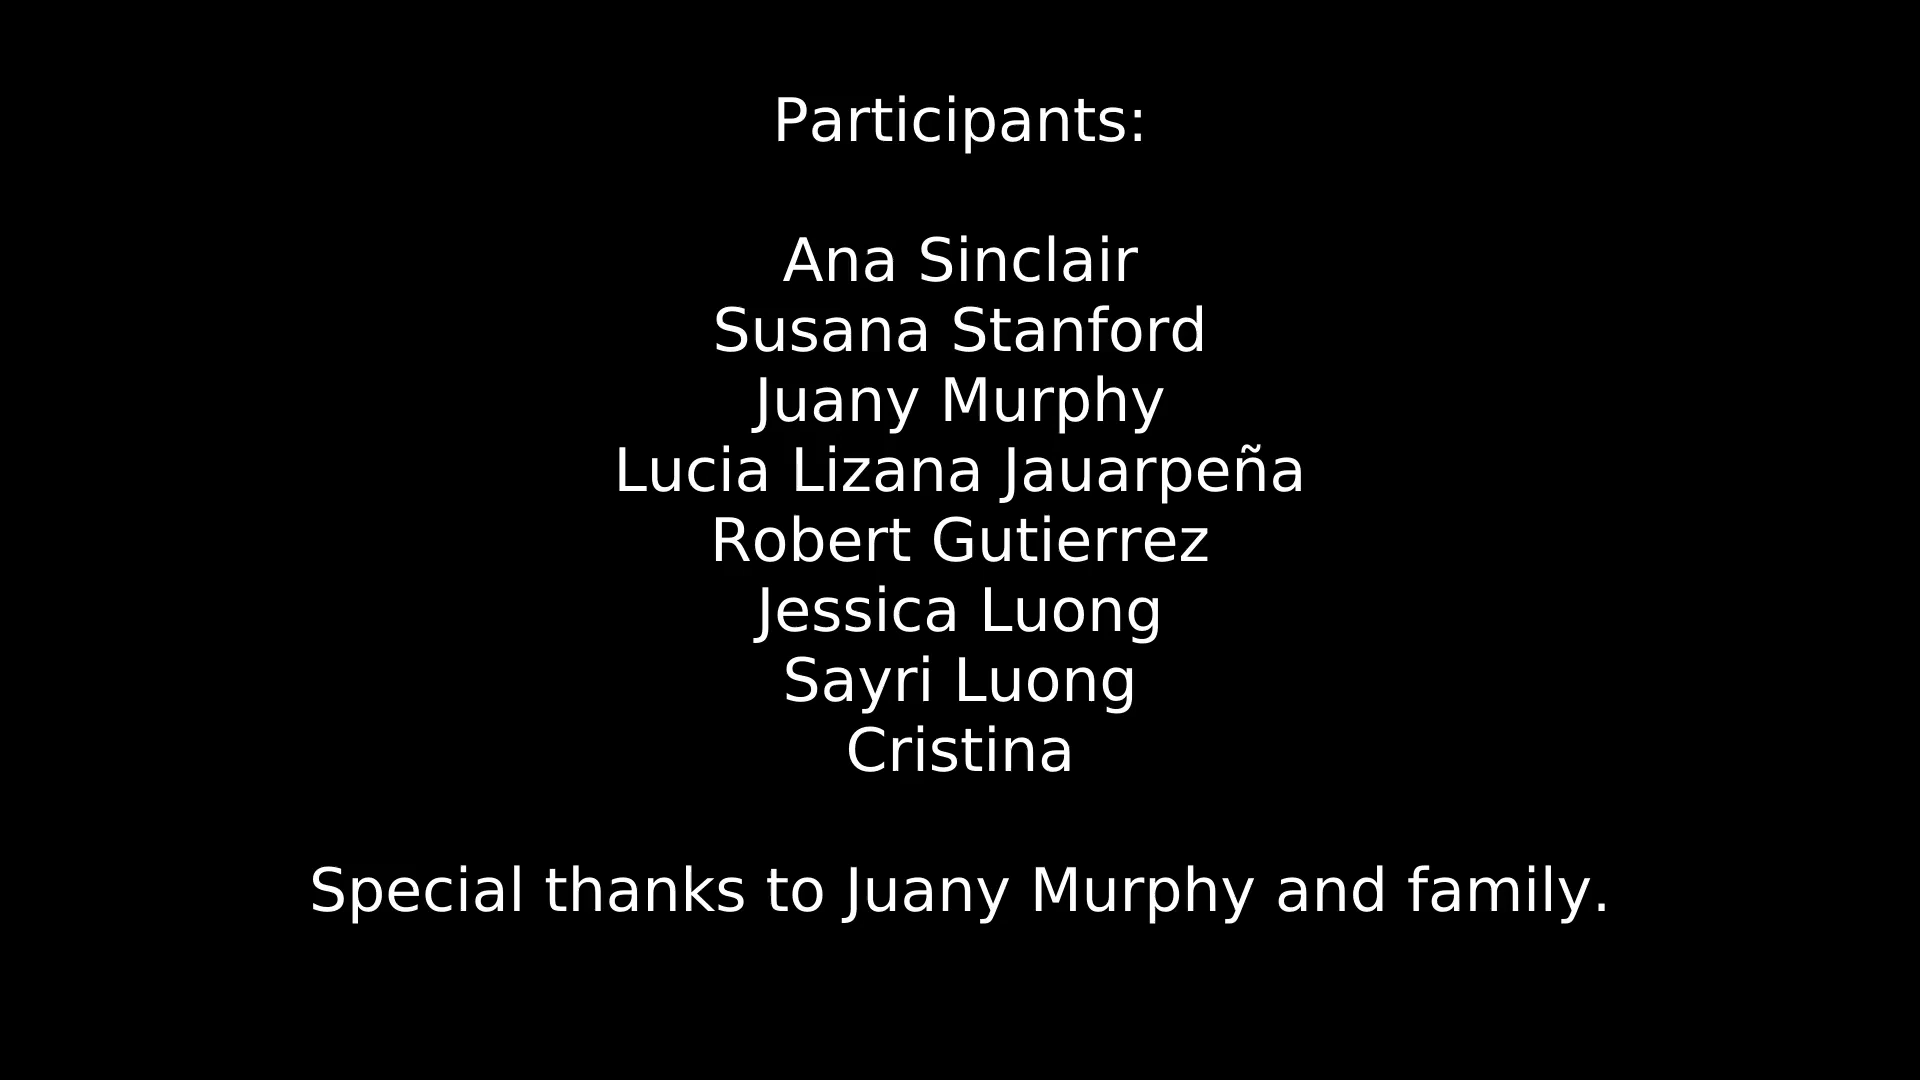 Participants:
Ana Sinclair
Susana Stanford
Juany Murphy
Lucia Lizana Jauarpeña
Robert Gutierrez
Jessica Luong
Sayri Luong
Cristina
Special thanks to Juany Murphy and family.